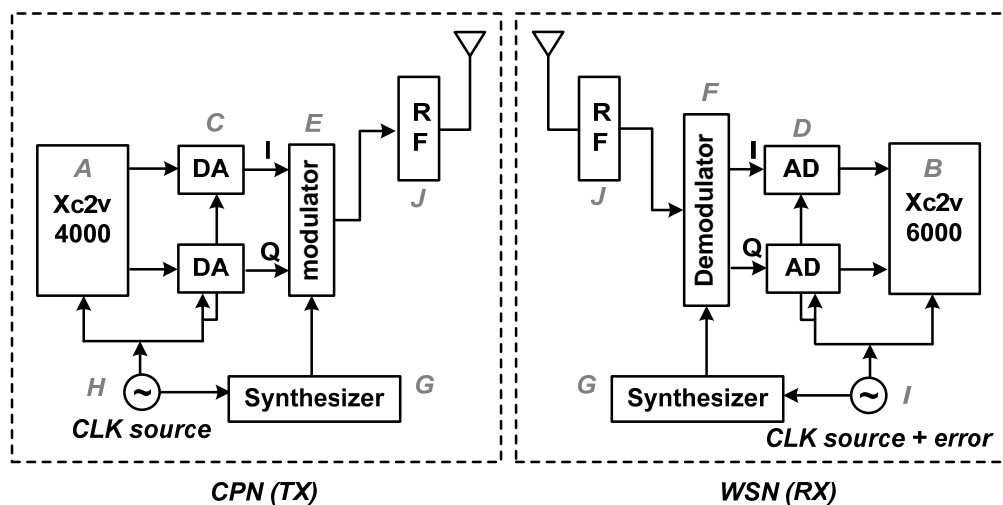 A
Xc2v
4000
C
DA
I
DA
Q
E
modulator
R
F
J
H
~
CLK source
Synthesizer
G
CPN (TX)
R
F
J
F
Demodulator
I
Q
D
AD
AD
B
Xc2v
6000
G
Synthesizer
~
I
CLK source + error
WSN (RX)